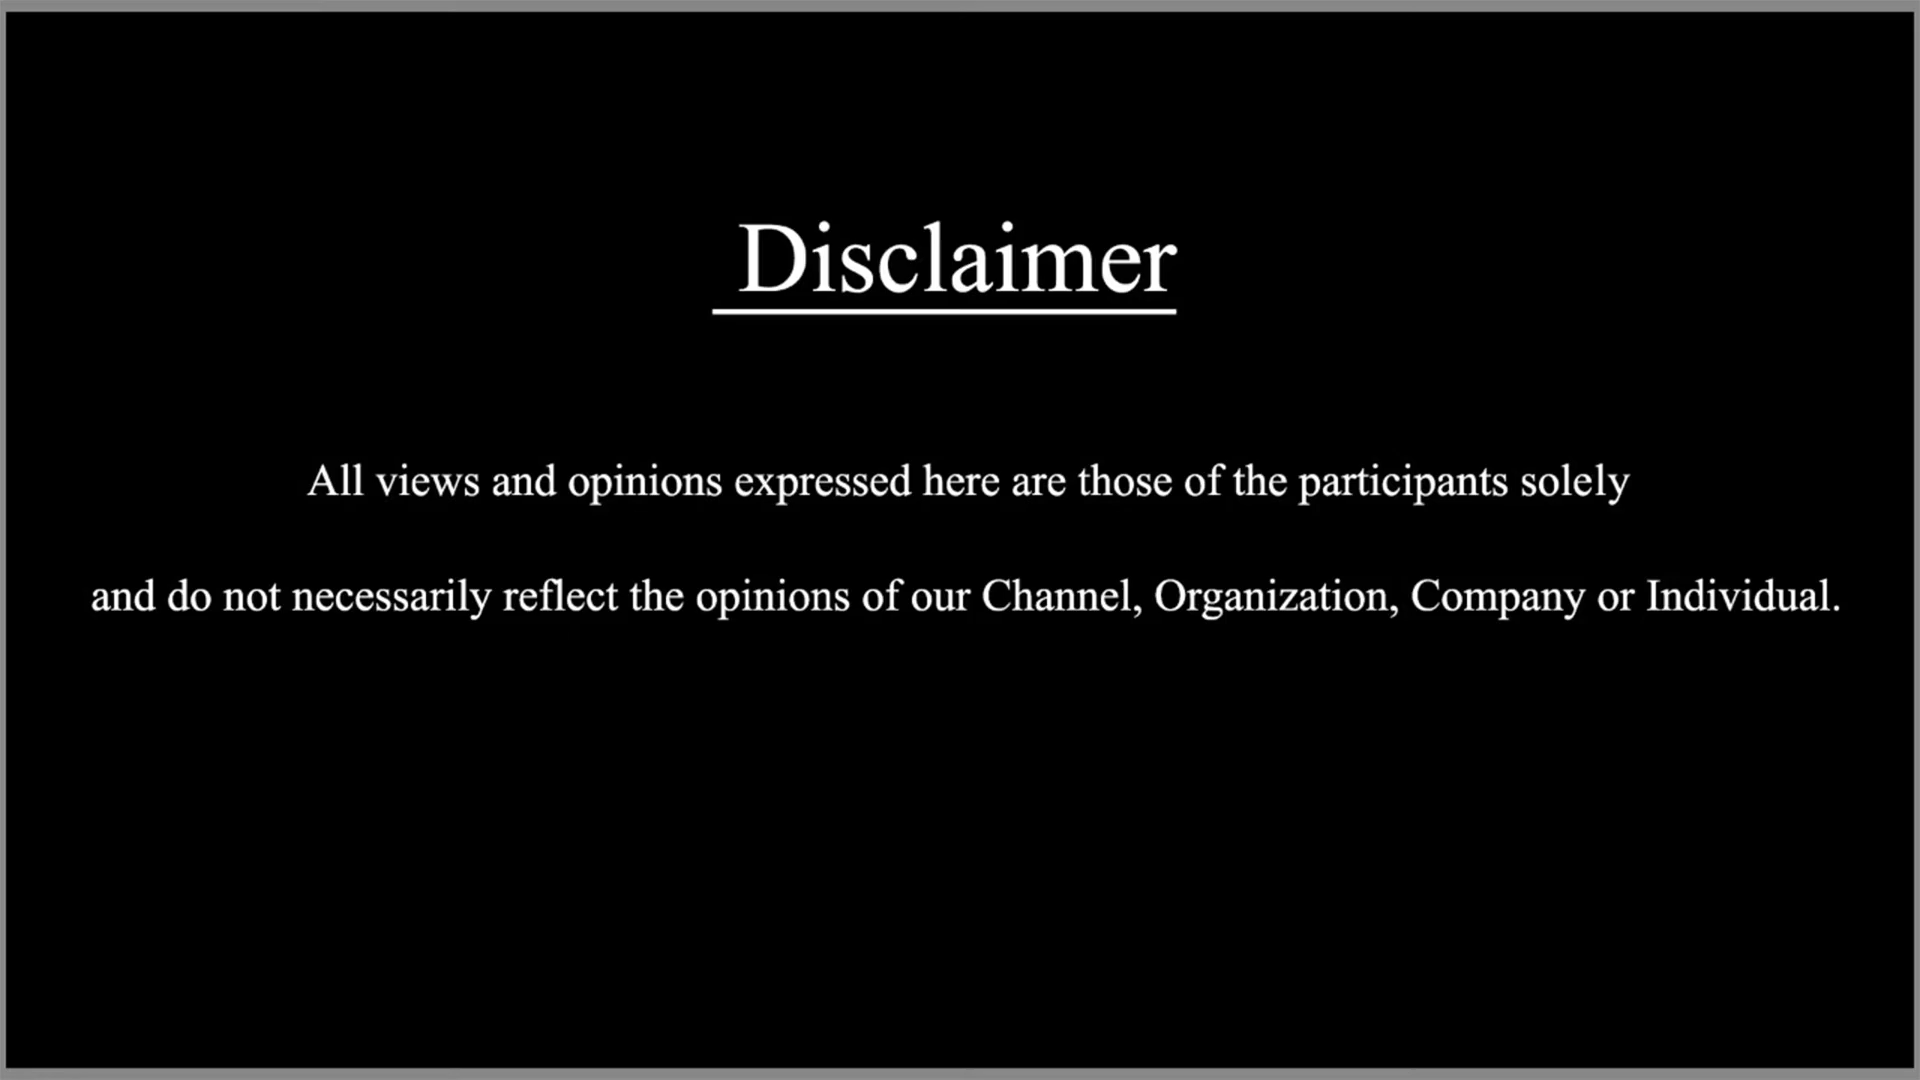 Disclaimer
All views and opinions expressed here are those of the participants solely
and do not necessarily reflect the opinions of our Channel, Organization, Company or Individual.